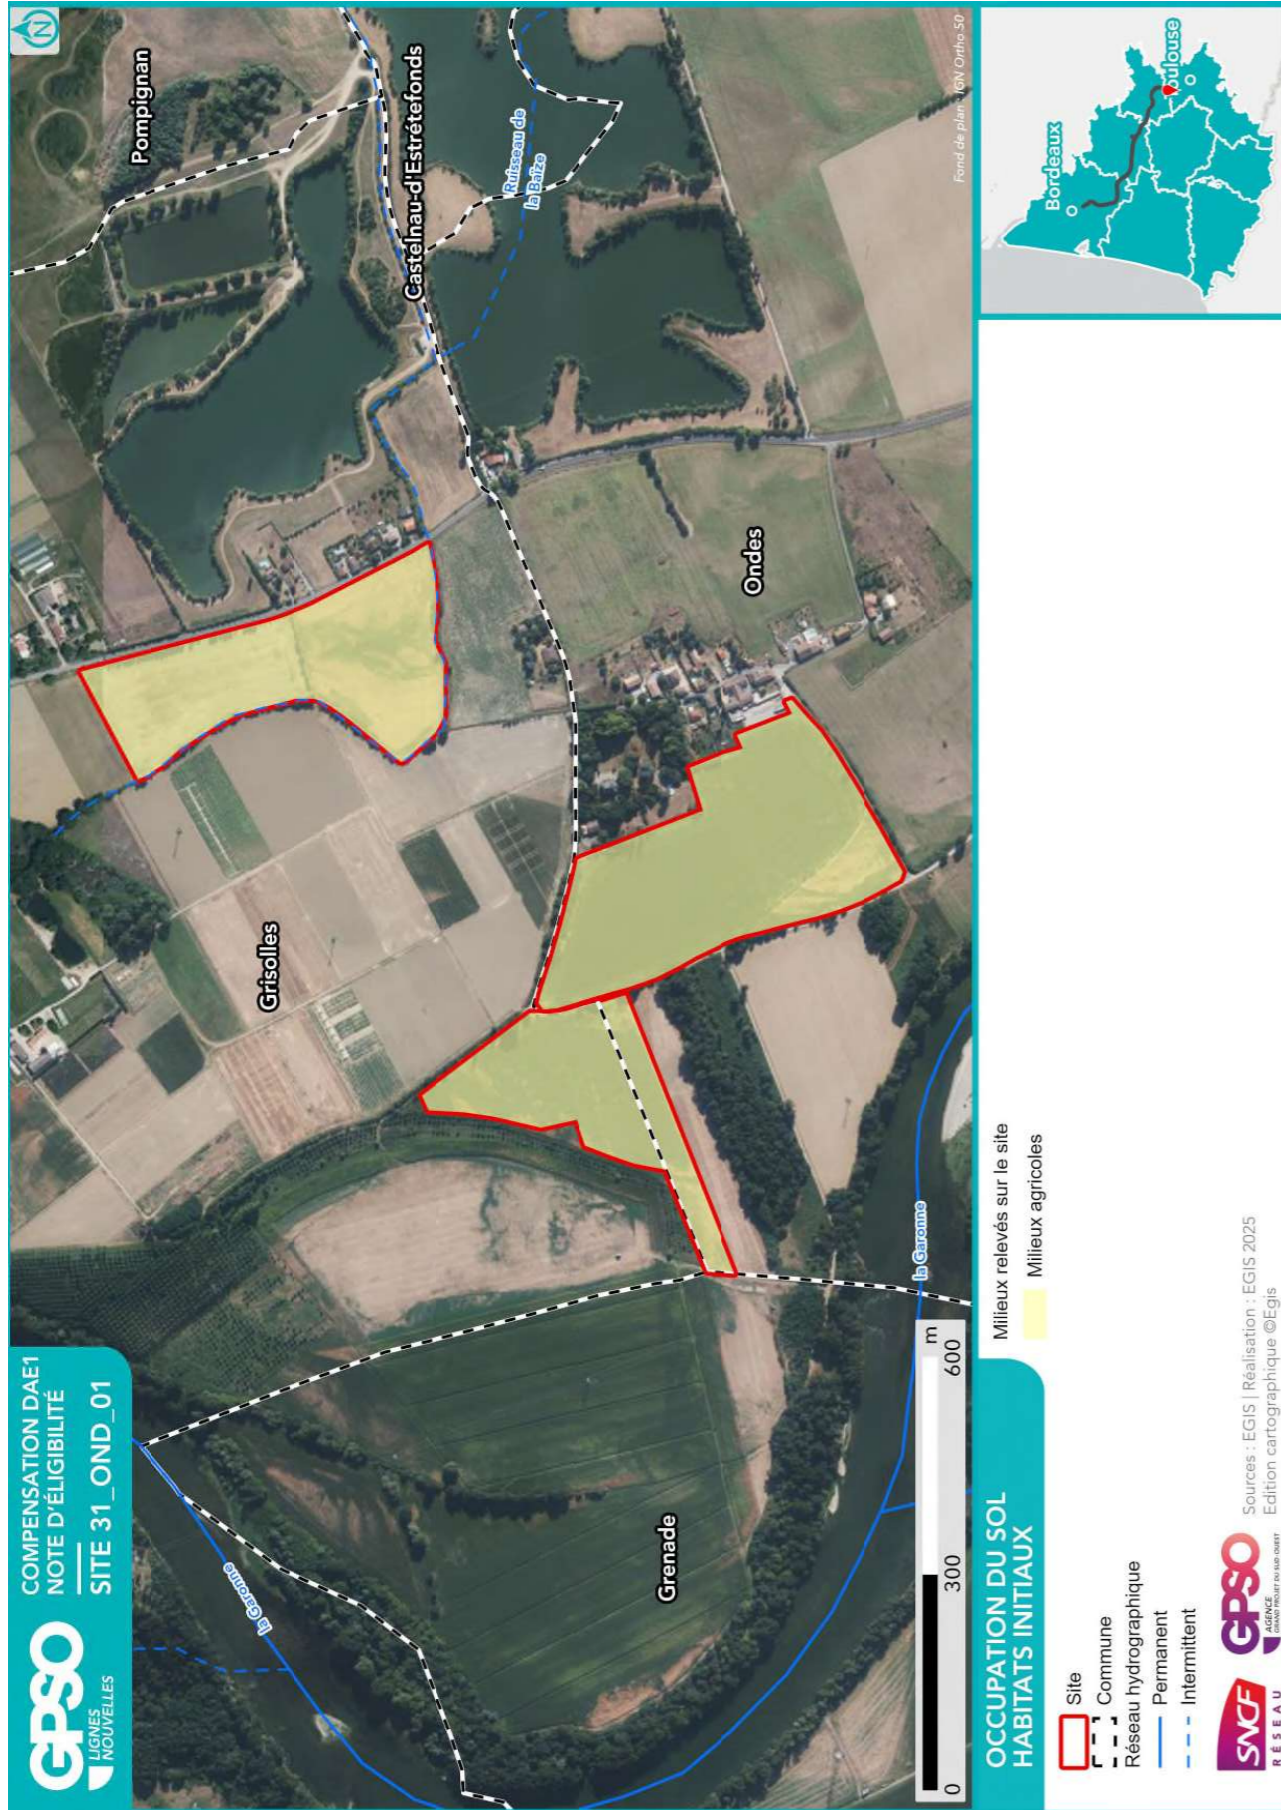 GPSO
LIGNES
NOUVELLES
COMPENSATION DAE1
NOTE D'ÉLIGIBILITÉ
SITE 31_OND_01
N
Pompignan
Castelnau-d'Estrétefonds
Ruisseau de
la Baïze
Grisolles
Ondes
Grenade
la Garonne
la Garonne
Fond de plan : IGN Ortho 50
0 300 600 m
OCCUPATION DU SOL
HABITATS INITIAUX
Site
Commune
Réseau hydrographique
Permanent
Intermittent
Milieux relevés sur le site
Milieux agricoles
SNCF
RÉSEAU
GPSO
AGENCE
GRAND PROJET DU SUD-OUEST
Sources : EGIS | Réalisation : EGIS 2025
Edition cartographique ©Egis
Bordeaux
Toulouse